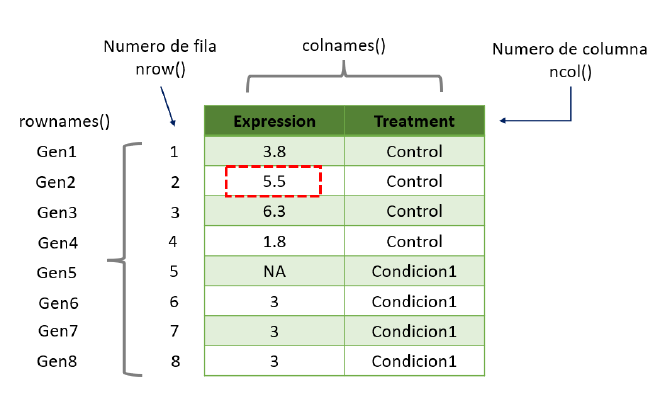 Numero de fila
nrow()
colnames()
Numero de columna
ncol()
rownames()
Expression Treatment
Gen1 1 3.8 Control
Gen2 2 5.5 Control
Gen3 3 6.3 Control
Gen4 4 1.8 Control
Gen5 5 NA Condicion1
Gen6 6 3 Condicion1
Gen7 7 3 Condicion1
Gen8 8 3 Condicion1